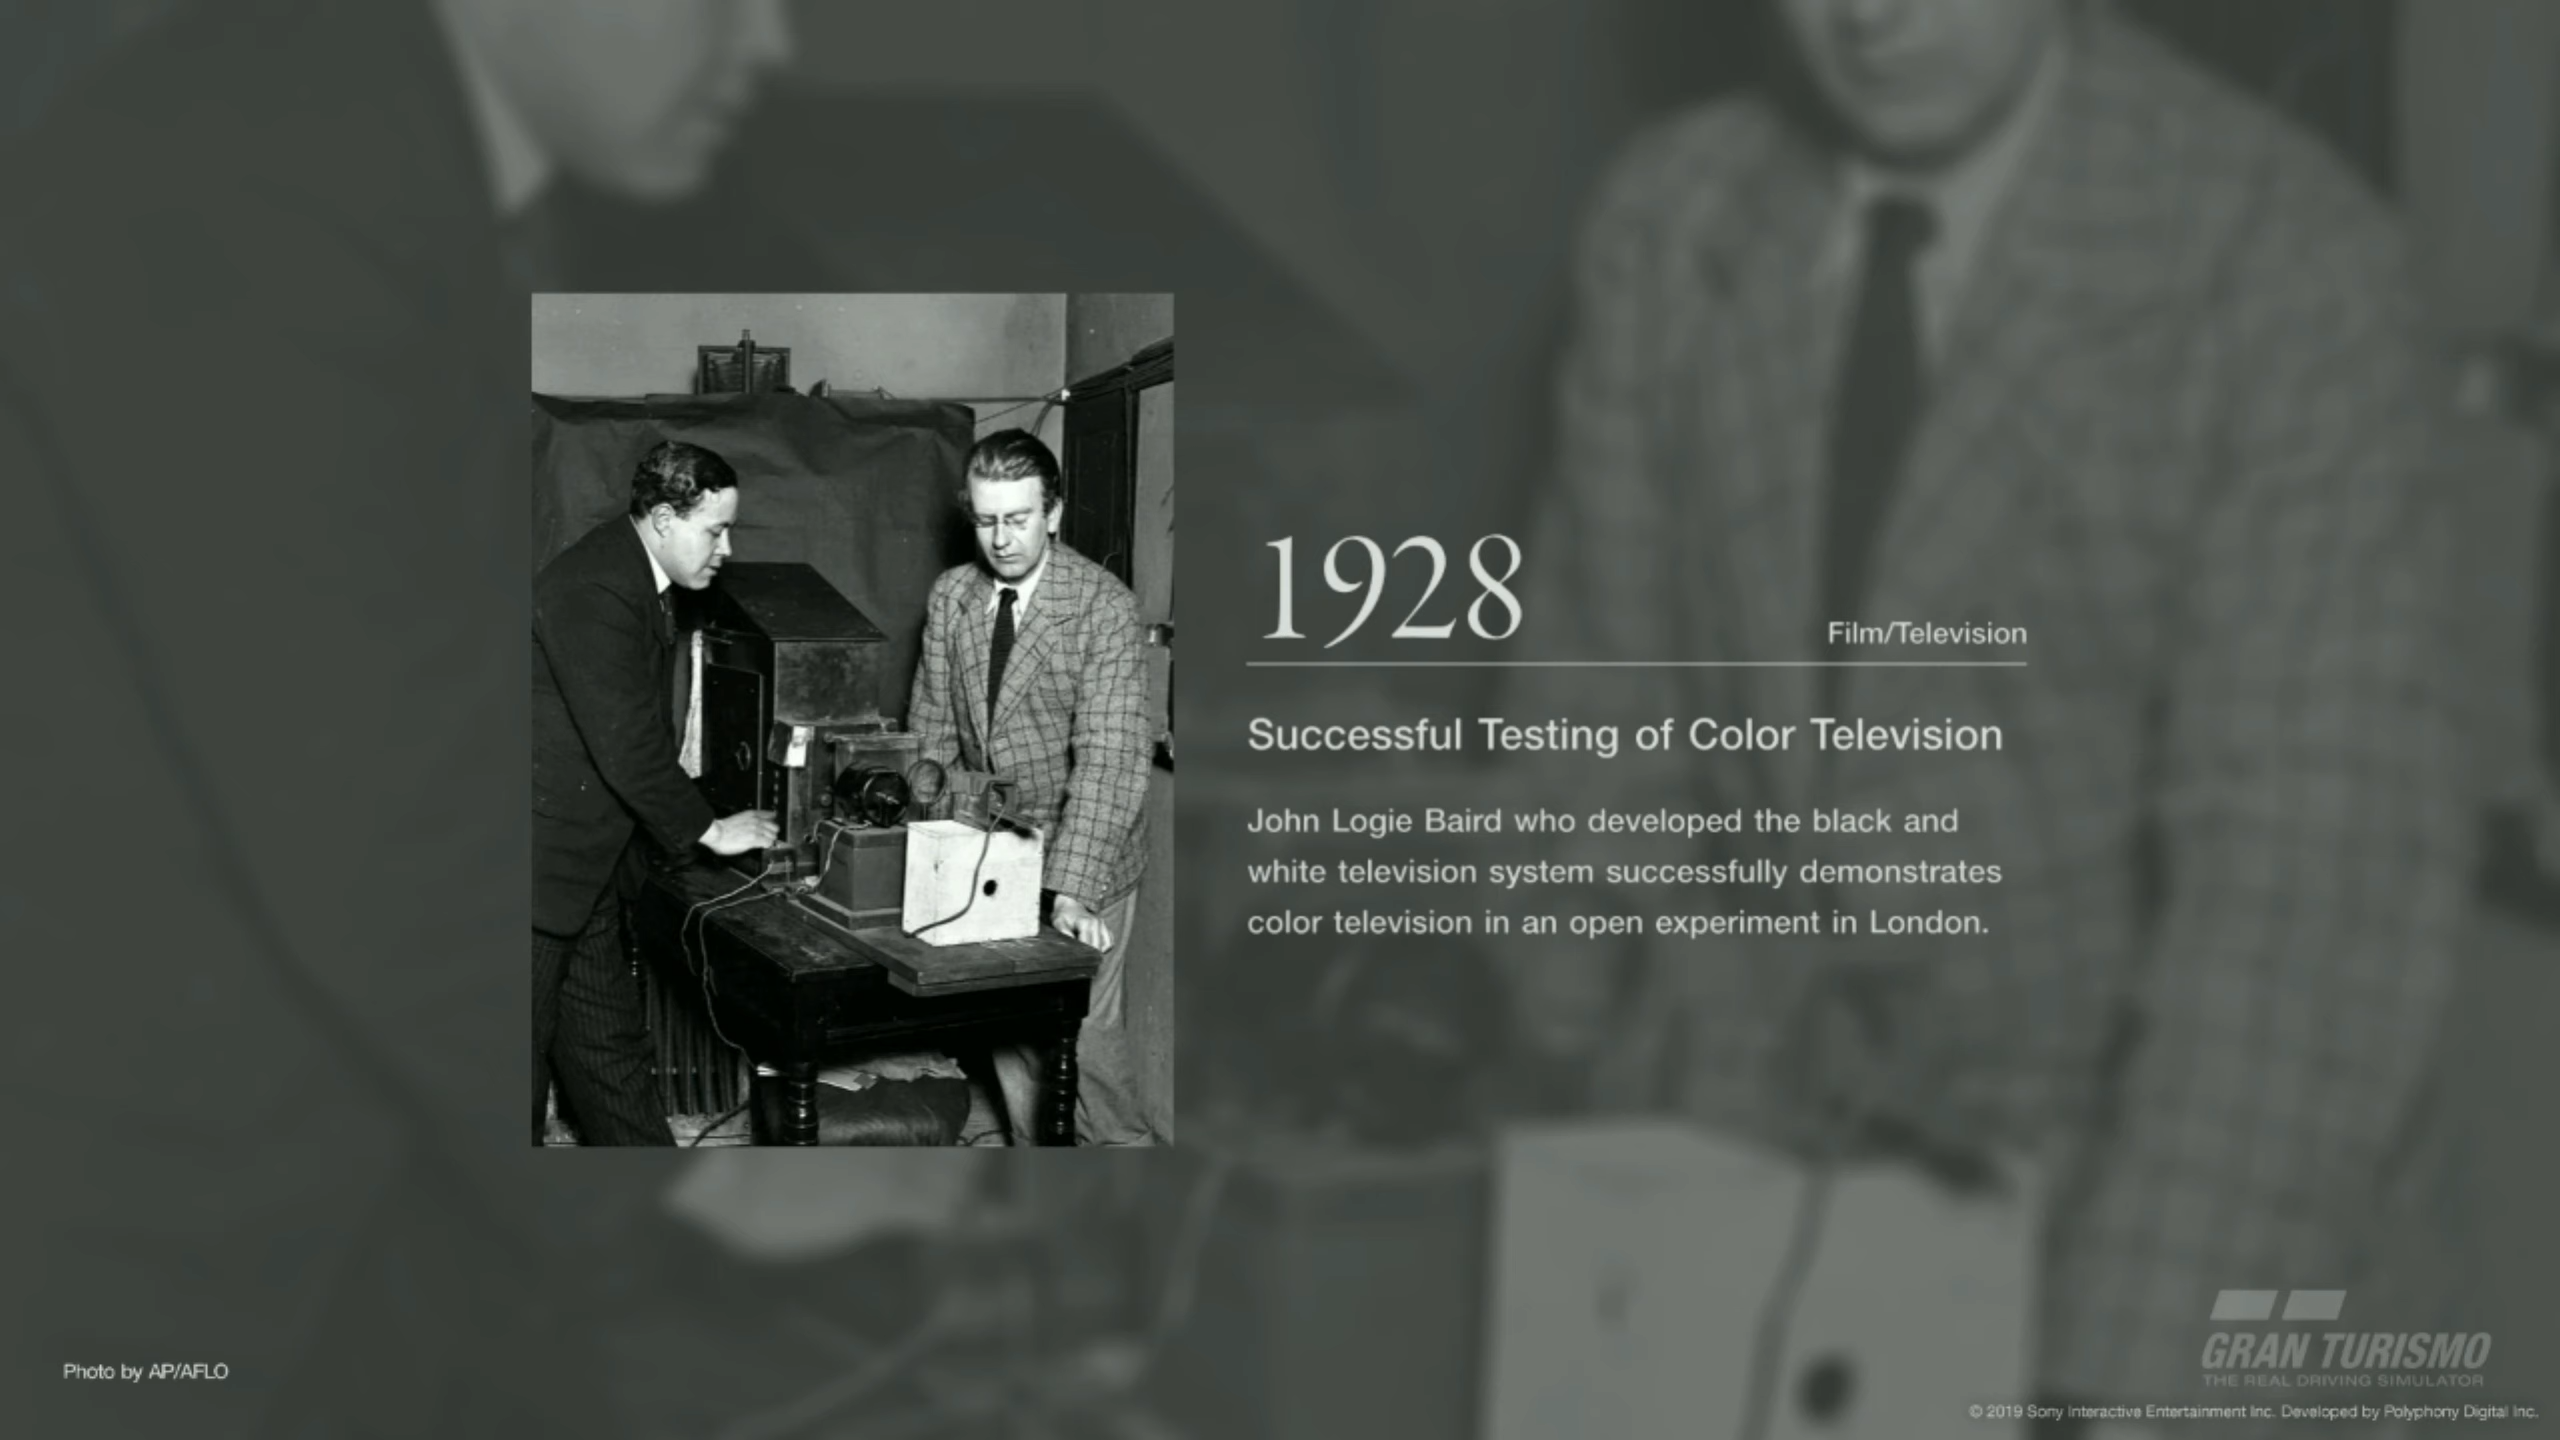 1928
Film/Television
Successful Testing of Color Television
John Logie Baird who developed the black and
white television system successfully demonstrates
color television in an open experiment in London.
Photo by AP/AFLO
GRAN TURISMO
THE REAL DRIVING SIMULATOR
© 2019 Sony Interactive Entertainment Inc. Developed by Polyphony Digital Inc.